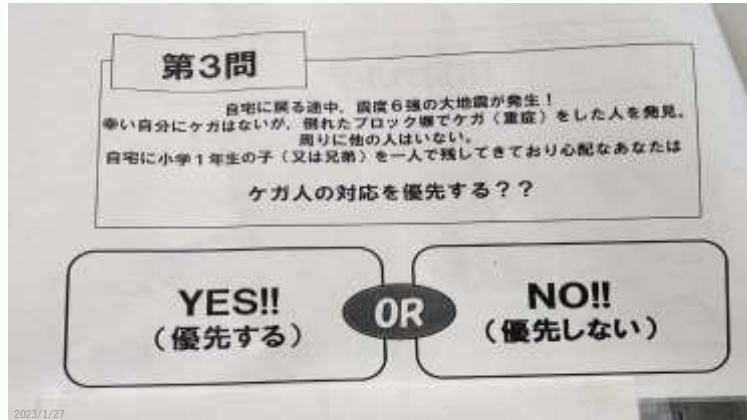 第3問
自宅に戻る途中、震度6強の大地震が発生！
幸い自分にケガはないが、倒れたブロック塀でケガ（重症）をした人を発見。
周りに他の人はいない。
自宅に小学1年生の子（又は兄弟）を一人で残してきており心配なあなたは
ケガ人の対応を優先する？？
YES!!
（優先する）
OR
NO!!
（優先しない）
2023/1/27